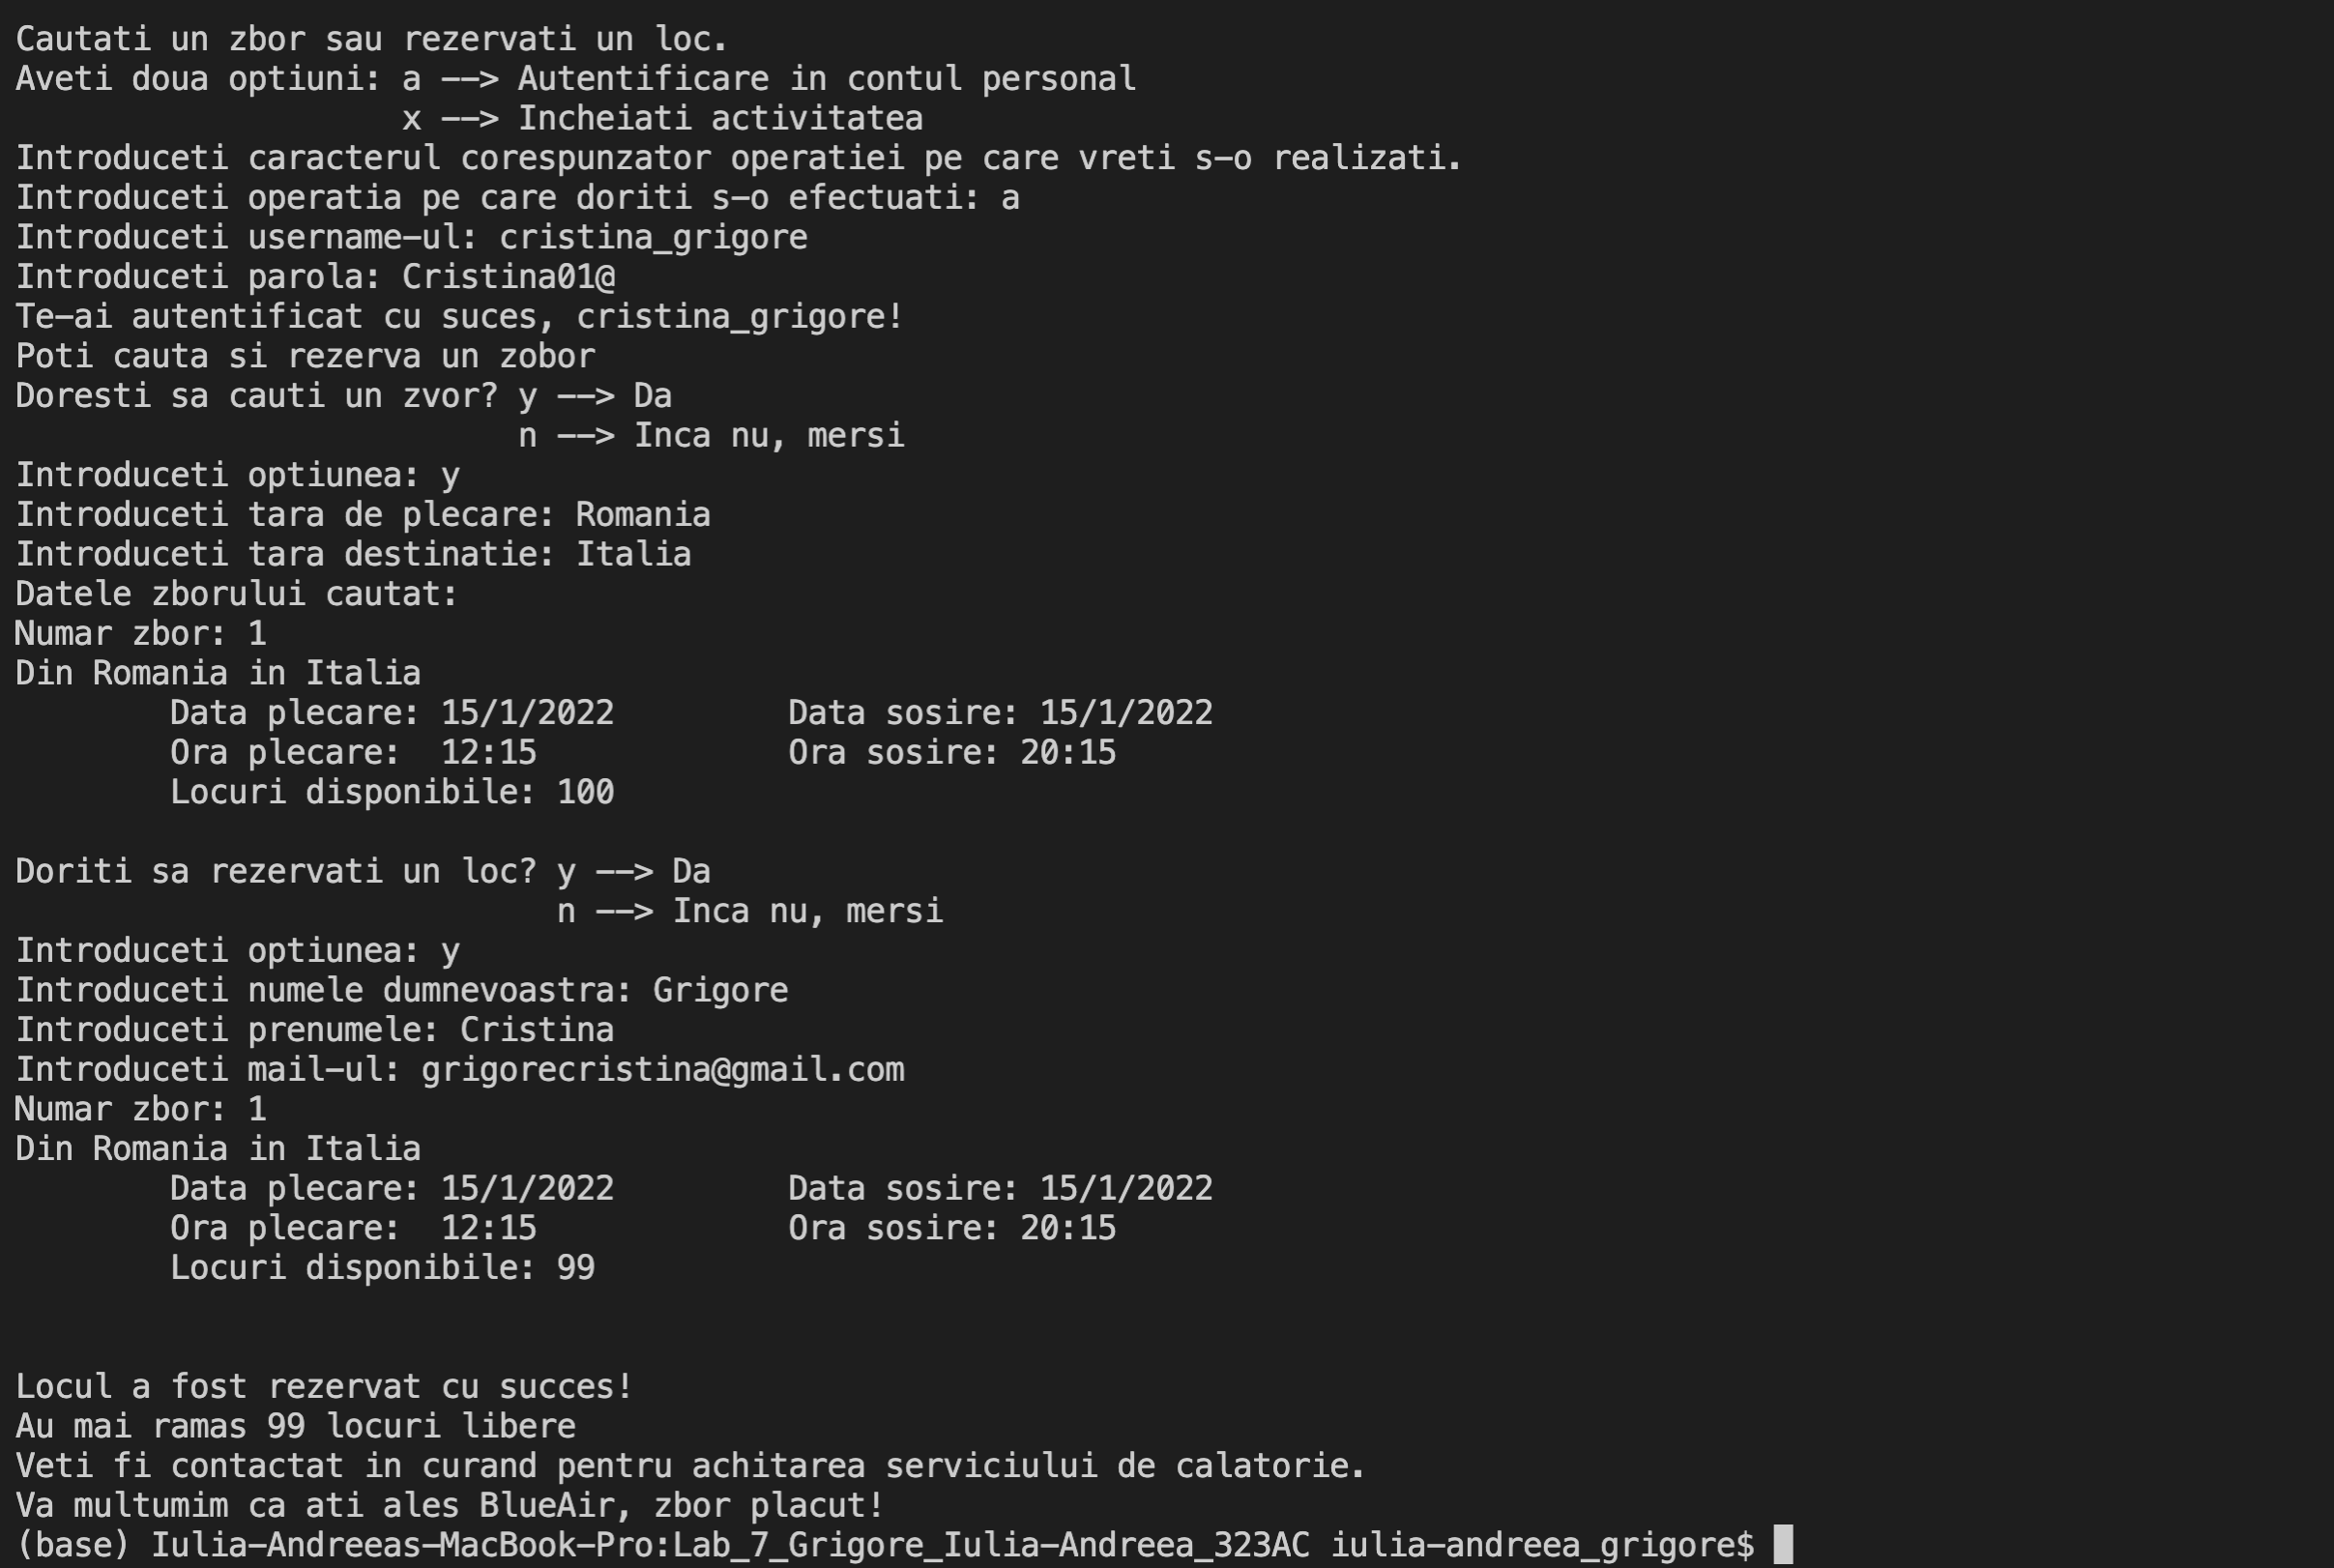 Cautati un zbor sau rezervati un loc.
Aveti doua optiuni: a --> Autentificare in contul personal
                    x --> Incheiati activitatea
Introduceti caracterul corespunzator operatiei pe care vreti s-o realizati.
Introduceti operatia pe care doriti s-o efectuati: a
Introduceti username-ul: cristina_grigore
Introduceti parola: Cristina01@
Te-ai autentificat cu suces, cristina_grigore!
Poti cauta si rezerva un zobor
Doresti sa cauti un zvor? y --> Da
                          n --> Inca nu, mersi
Introduceti optiunea: y
Introduceti tara de plecare: Romania
Introduceti tara destinatie: Italia
Datele zborului cautat:
Numar zbor: 1
Din Romania in Italia
        Data plecare: 15/1/2022         Data sosire: 15/1/2022
        Ora plecare:  12:15             Ora sosire: 20:15
        Locuri disponibile: 100

Doriti sa rezervati un loc? y --> Da
                            n --> Inca nu, mersi
Introduceti optiunea: y
Introduceti numele dumnevoastra: Grigore
Introduceti prenumele: Cristina
Introduceti mail-ul: grigorecristina@gmail.com
Numar zbor: 1
Din Romania in Italia
        Data plecare: 15/1/2022         Data sosire: 15/1/2022
        Ora plecare:  12:15             Ora sosire: 20:15
        Locuri disponibile: 99


Locul a fost rezervat cu succes!
Au mai ramas 99 locuri libere
Veti fi contactat in curand pentru achitarea serviciului de calatorie.
Va multumim ca ati ales BlueAir, zbor placut!
(base) Iulia-Andreeas-MacBook-Pro:Lab_7_Grigore_Iulia-Andreea_323AC iulia-andreea_grigore$